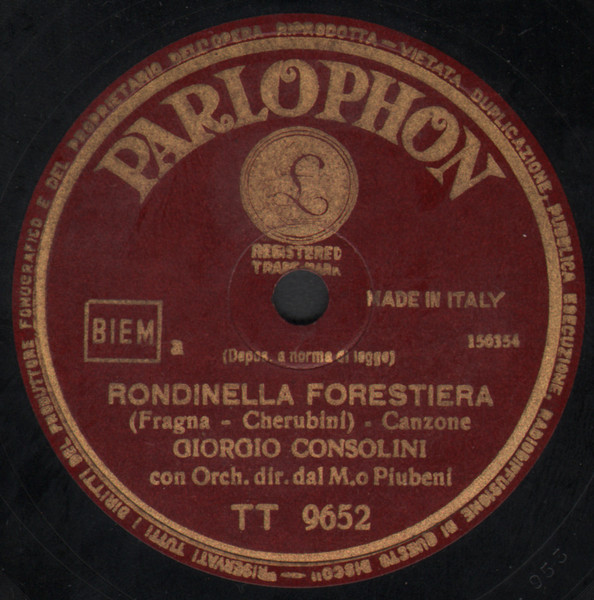 "RISERVATI TUTTI I DIRITTI DEL PRODUTTORE FONOGRAFICO E DEL PROPRIETARIO DELL'OPERA RIPRODOTTA - VIETATA DUPLICAZIONE, PUBBLICA ESECUZIONE, RADIODIFFUSIONE DI QUESTO DISCO" -
PARLOPHON
£
REGISTERED
TRADE MARK
MADE IN ITALY
BIEM a
(Depos. a norma di legge)
156354
RONDINELLA FORESTIERA
(Fragna - Cherubini) - Canzone
GIORGIO CONSOLINI
con Orch. dir. dal M.o Piubeni
TT 9652